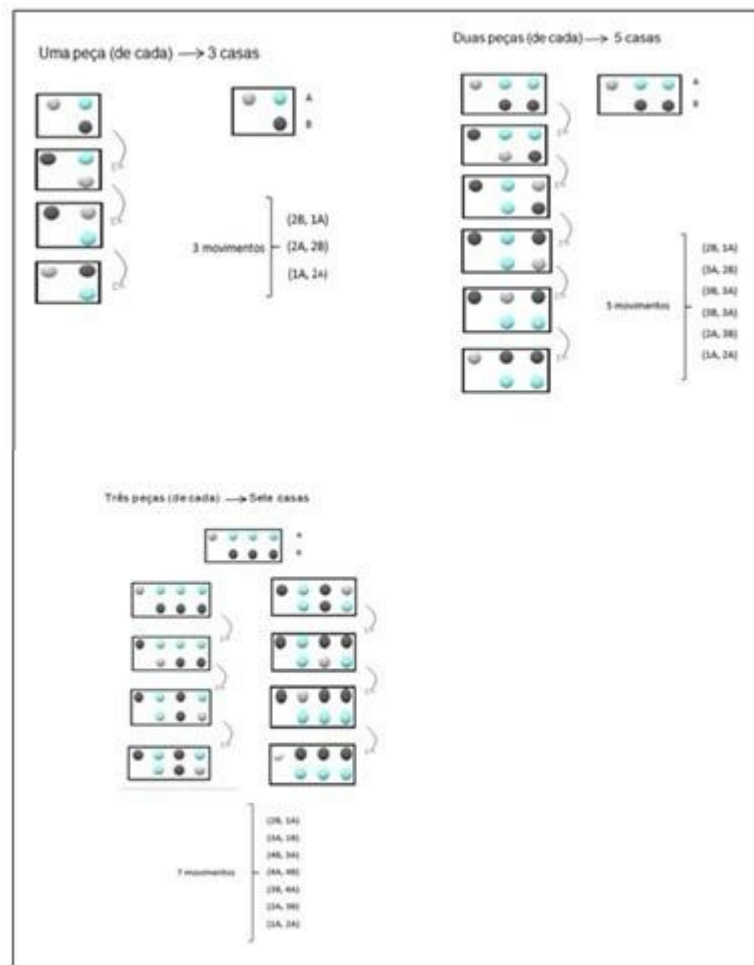 Uma peça (de cada) → 3 casas
A
B
3 movimentos
(2B, 1A)
(2A, 2B)
(1A, 2A)
Duas peças (de cada) → 5 casas
A
B
5 movimentos
(2B, 1A)
(3A, 2B)
(3B, 3A)
(3B, 3A)
(2A, 3B)
(1A, 2A)
Três peças (de cada) → Sete casas
A
7 movimentos
(2B, 1A)
(4B, 3A)
(4A, 4B)
(3B, 4A)
(2A, 3B)
(1A, 2A)